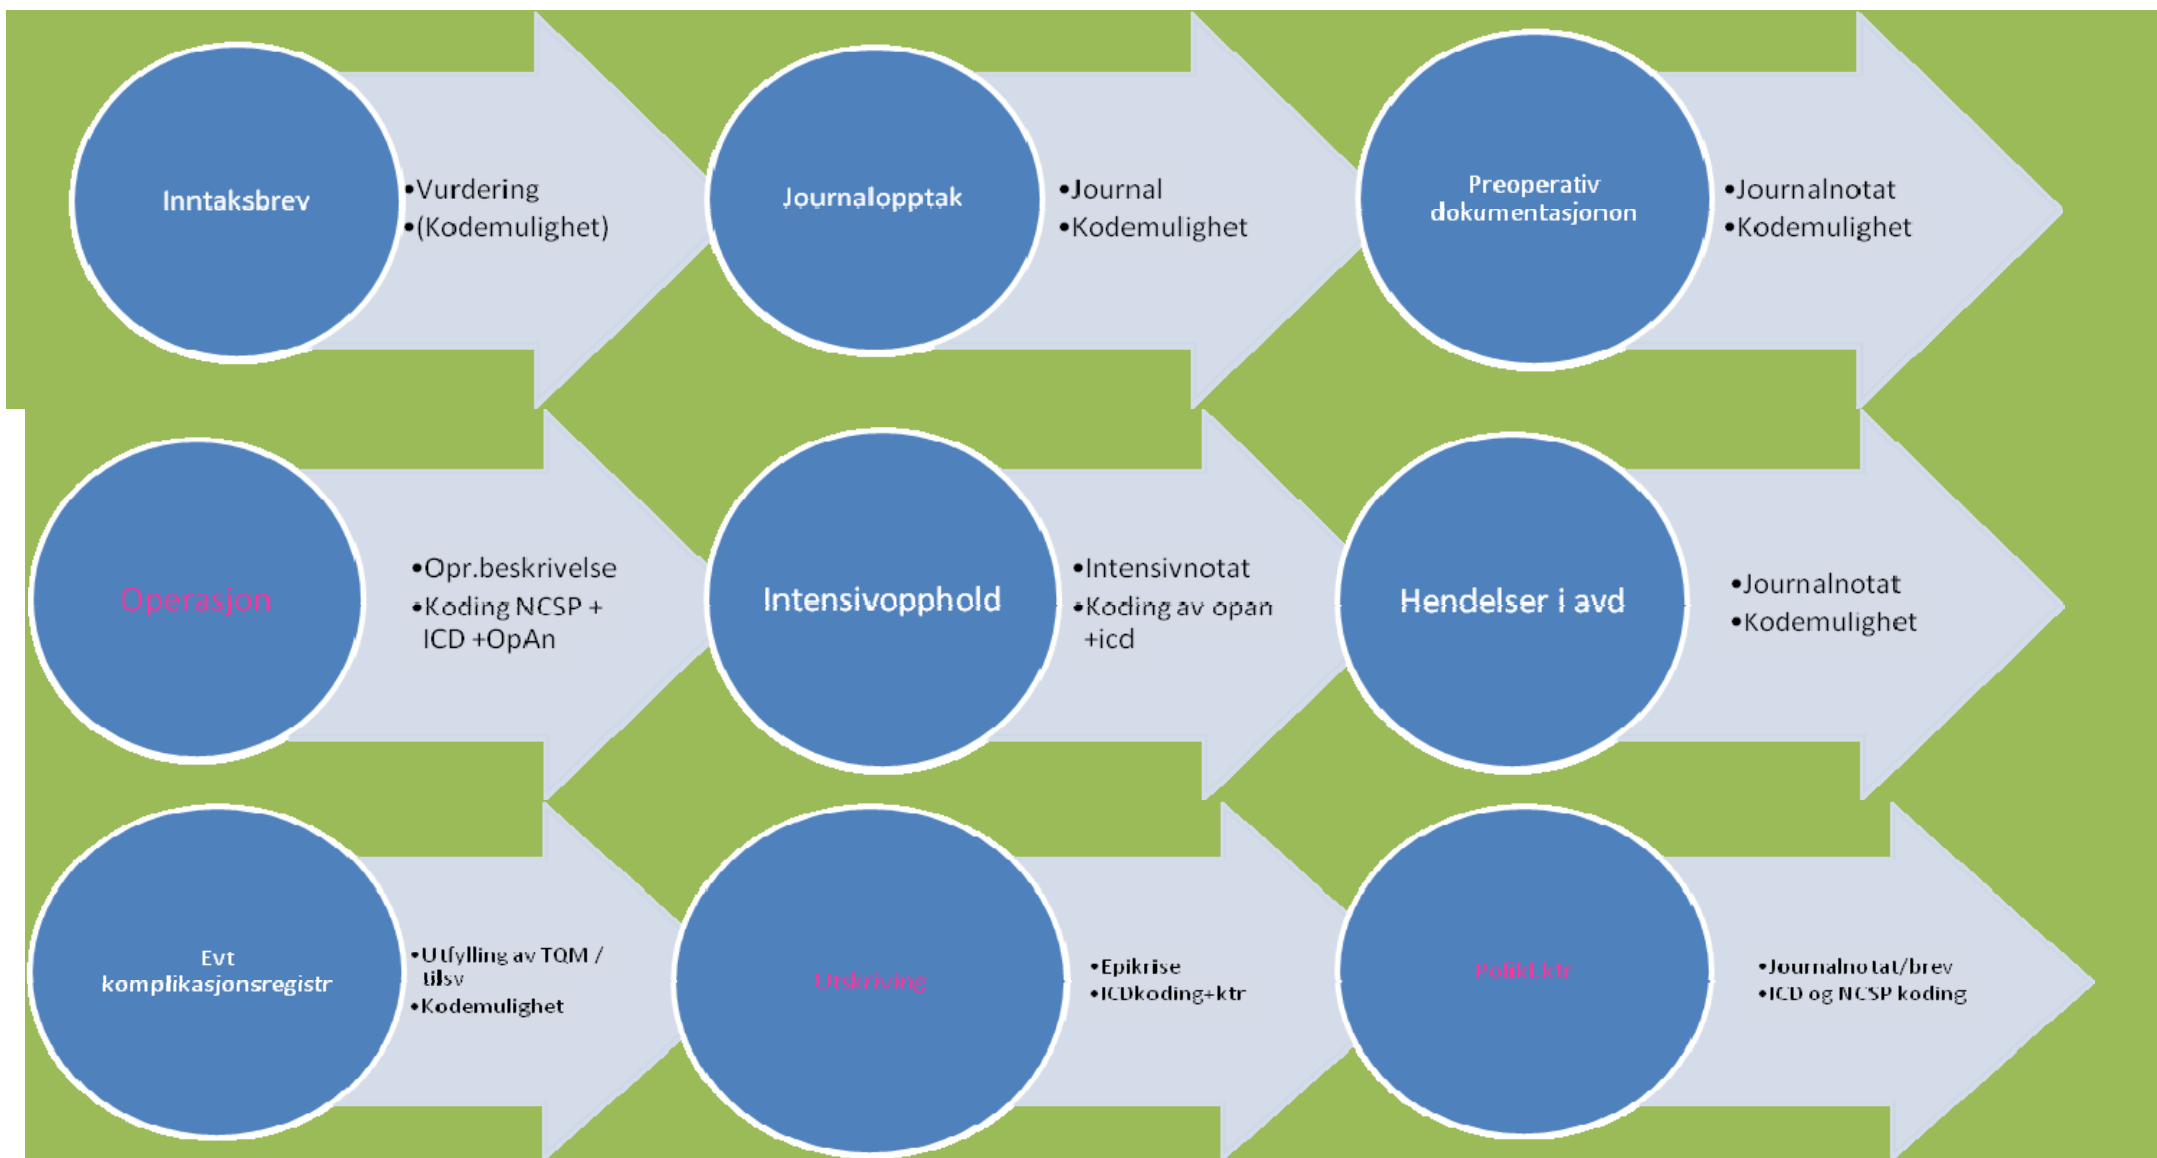 Inntaksbrev
•Vurdering
•(Kodemulighet)
Journalopptak
•Journal
•Kodemulighet
Preoperativ
dokumentasjonon
•Journalnotat
•Kodemulighet
Operasjon
•Opr.beskrivelse
•Koding NCSP +
ICD +OpAn
Intensivopphold
•Intensivnotat
•Koding av opan
+icd
Hendelser i avd
•Journalnotat
•Kodemulighet
Evt
komplikasjonsregistr
•Utfylling av TQM /
tilsv
•Kodemulighet
Utskriving
•Epikrise
•ICDkoding+ktr
Polikl.ktr
•Journalnotat/brev
•ICD og NCSP koding